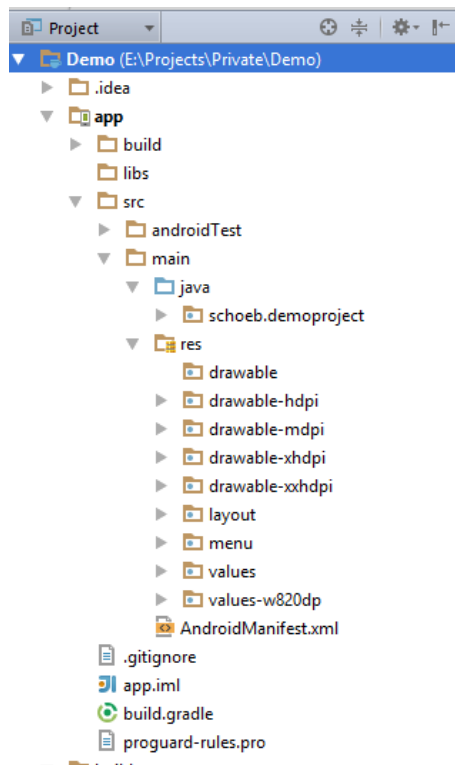 Project
Demo (E:\Projects\Private\Demo)
.idea
app
build
libs
src
androidTest
main
java
schoeb.demoproject
res
drawable
drawable-hdpi
drawable-mdpi
drawable-xhdpi
drawable-xxhdpi
layout
menu
values
values-w820dp
AndroidManifest.xml
.gitignore
app.iml
build.gradle
proguard-rules.pro